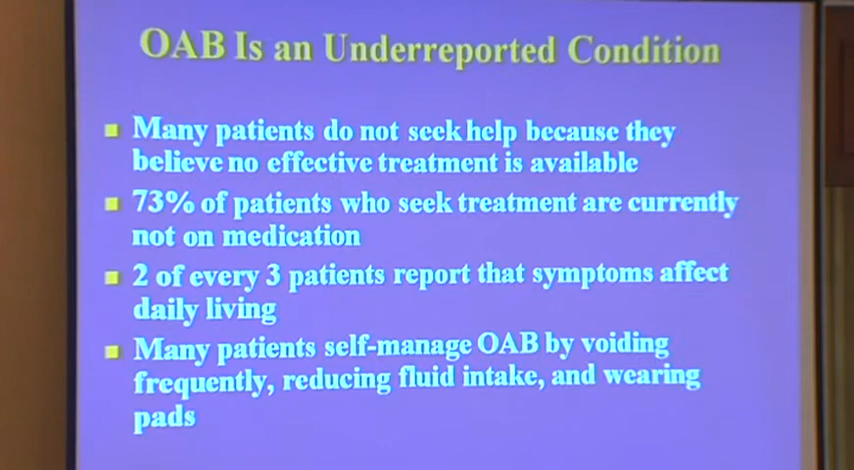 OAB Is an Underreported Condition
Many patients do not seek help because they
believe no effective treatment is available
73% of patients who seek treatment are currently
not on medication
2 of every 3 patients report that symptoms affect
daily living
Many patients self-manage OAB by voiding
frequently, reducing fluid intake, and wearing
pads